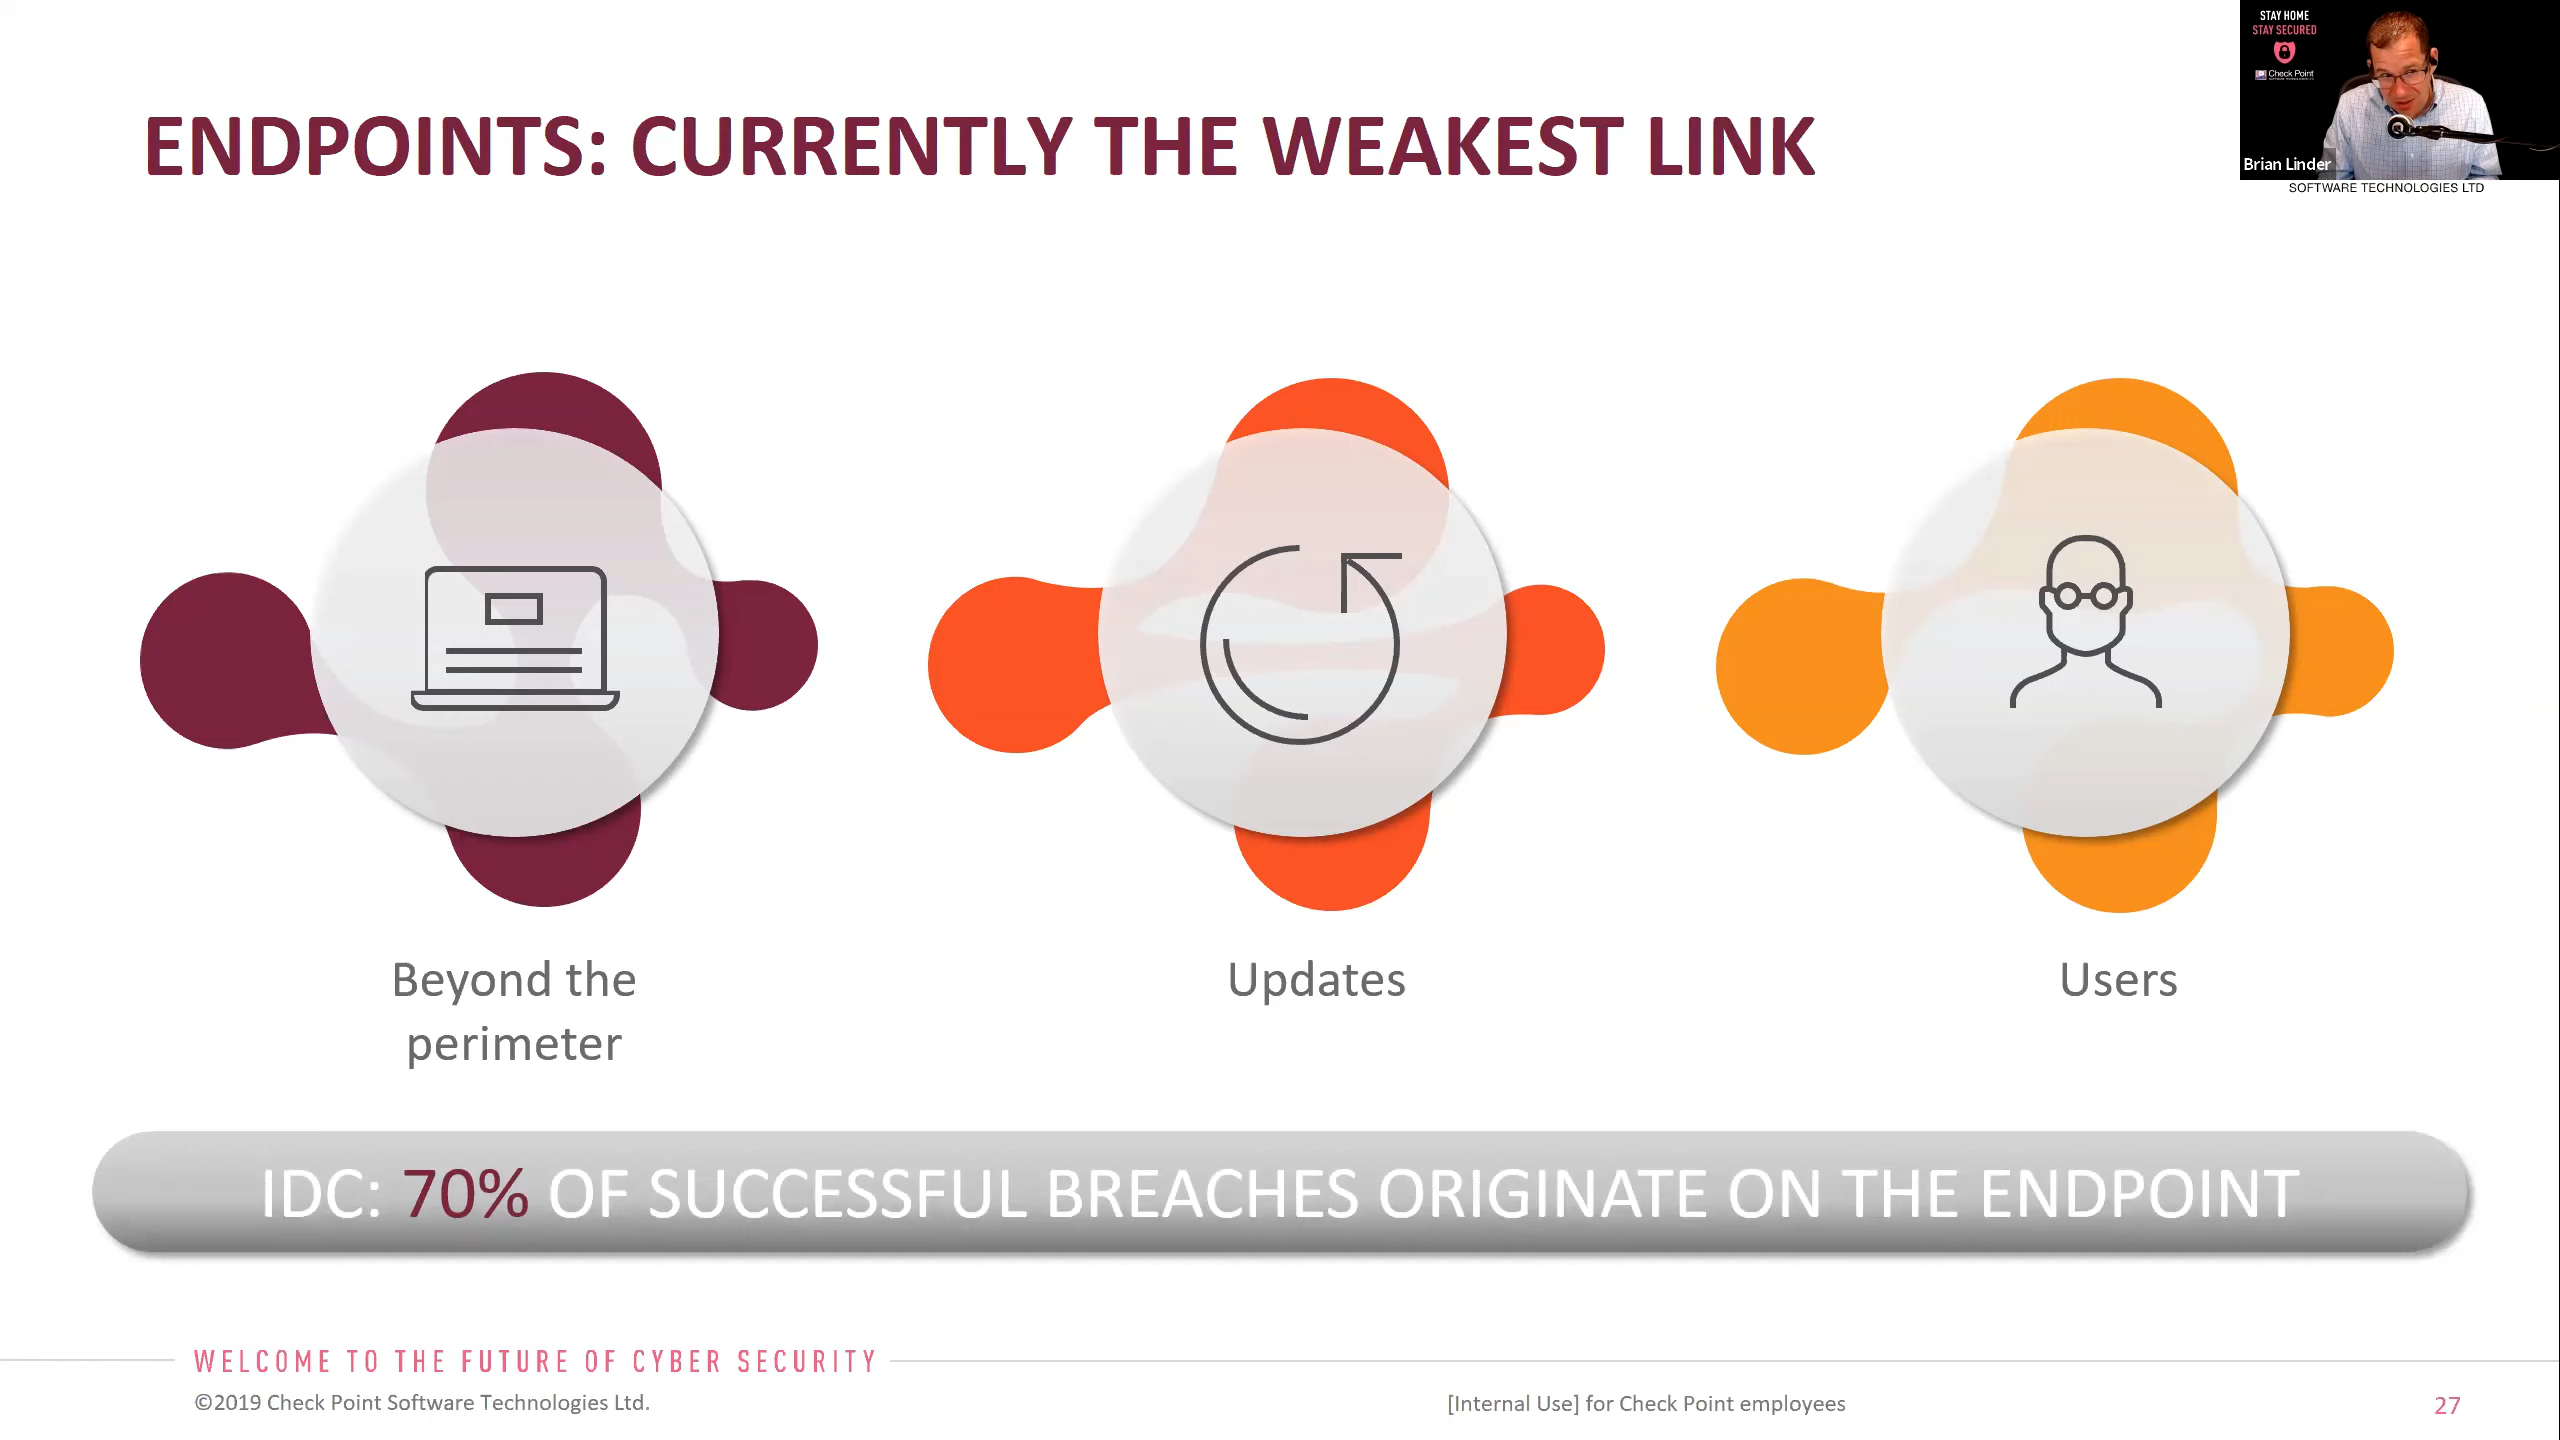 STAY HOME
STAY SECURED
Check Point
Brian Linder
SOFTWARE TECHNOLOGIES LTD
ENDPOINTS: CURRENTLY THE WEAKEST LINK
Beyond the
perimeter
Updates
Users
IDC: 70% OF SUCCESSFUL BREACHES ORIGINATE ON THE ENDPOINT
WELCOME TO THE FUTURE OF CYBER SECURITY
©2019 Check Point Software Technologies Ltd.
[Internal Use] for Check Point employees
27